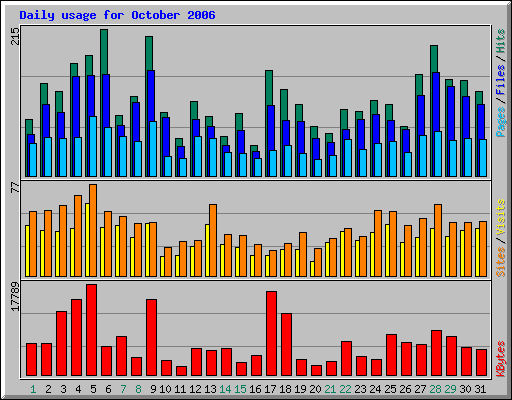 Daily usage for October 2006
215
77
17789
Pages / Files / Hits
Sites / Visits
KBytes
1 2 3 4 5 6 7 8 9 10 11 12 13 14 15 16 17 18 19 20 21 22 23 24 25 26 27 28 29 30 31